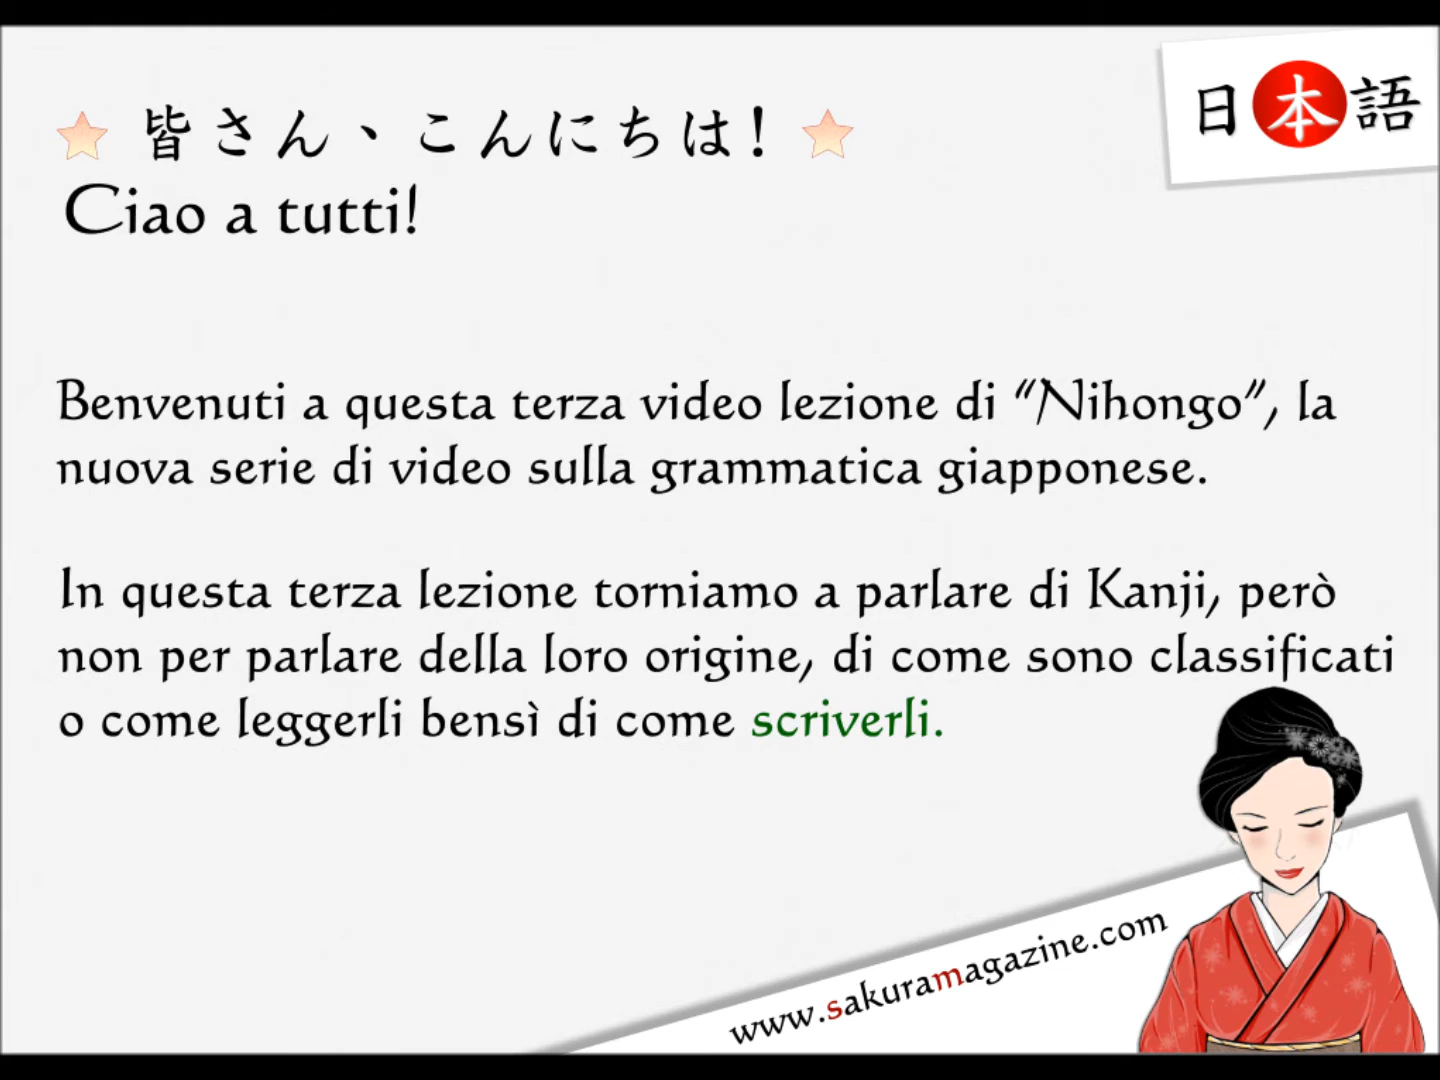 日本語
皆さん、こんにちは!
Ciao a tutti!
Benvenuti a questa terza video lezione di “Nihongo”, la
nuova serie di video sulla grammatica giapponese.
In questa terza lezione torniamo a parlare di Kanji, però
non per parlare della loro origine, di come sono classificati
o come leggerli bensì di come scriverli.
www.sakuramagazine.com